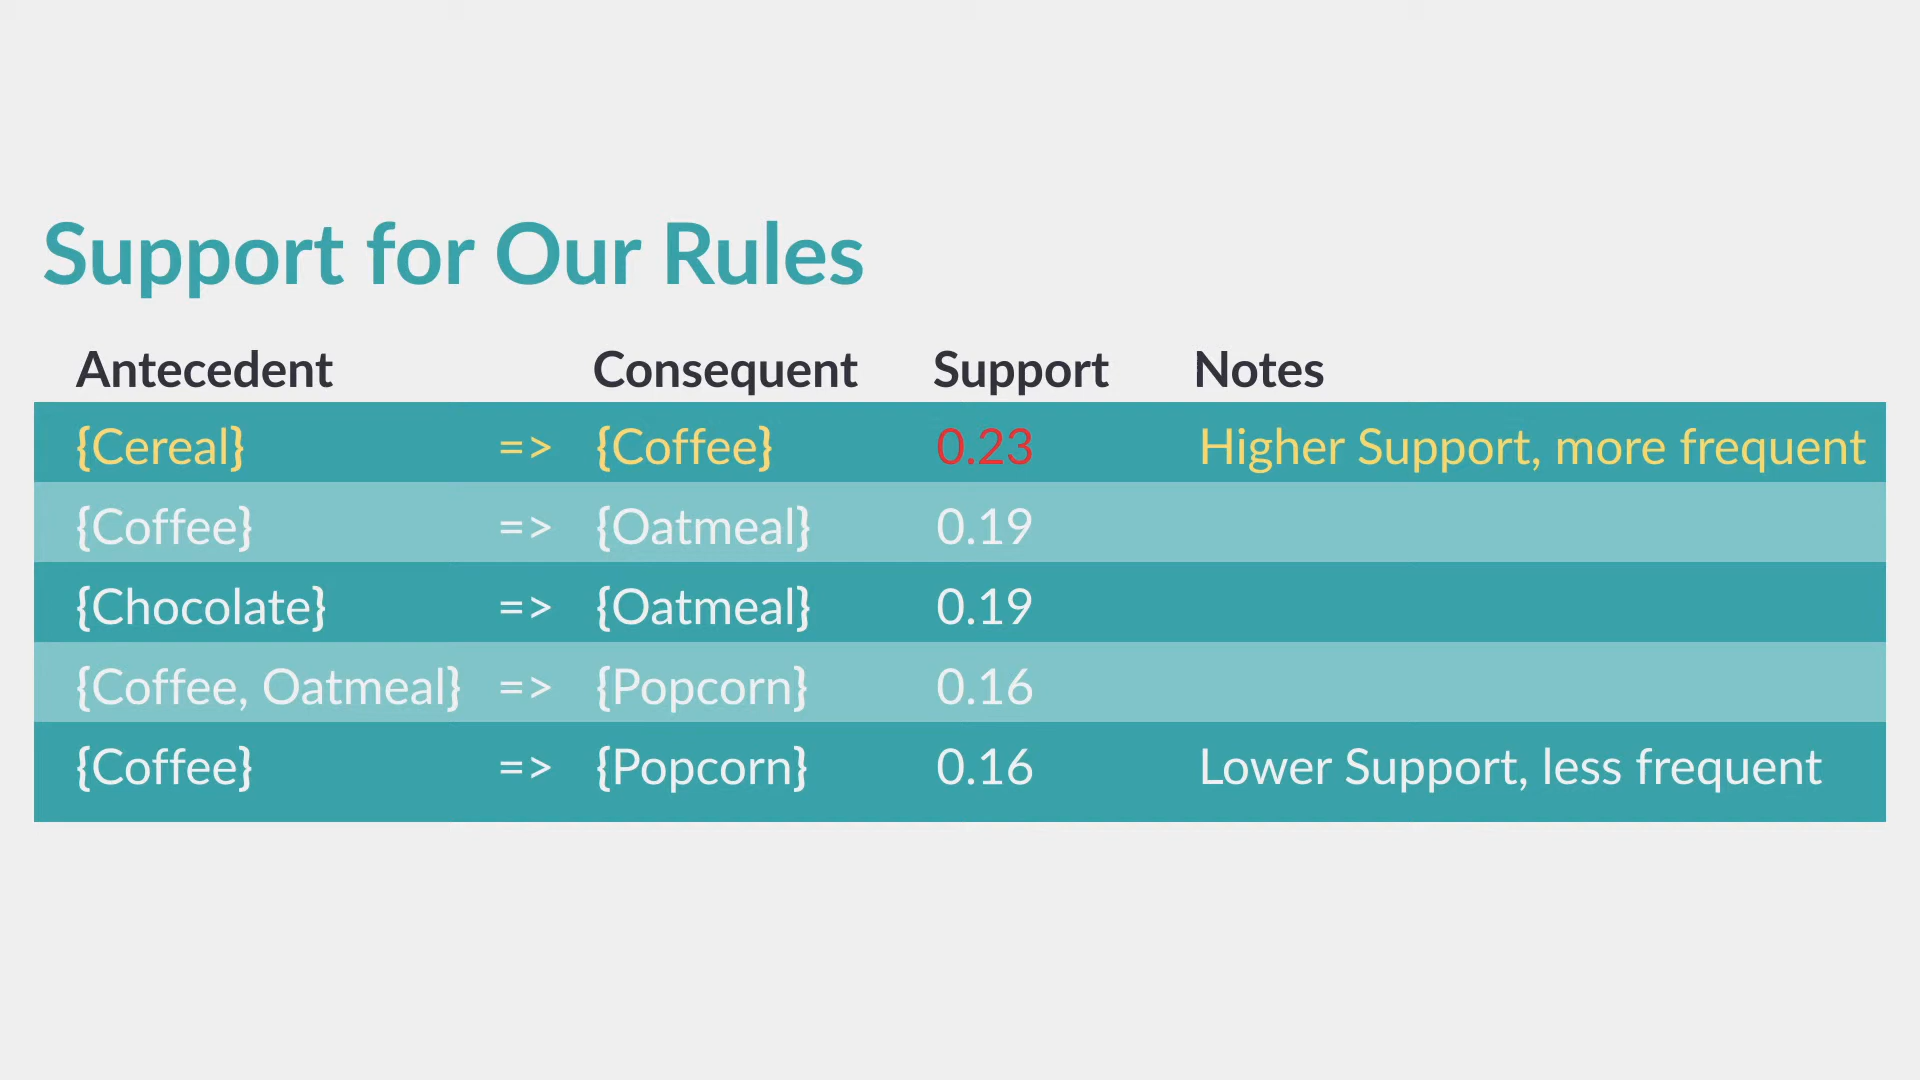 Support for Our Rules
Antecedent Consequent Support Notes
{Cereal} => {Coffee} 0.23 Higher Support, more frequent
{Coffee} => {Oatmeal} 0.19
{Chocolate} => {Oatmeal} 0.19
{Coffee, Oatmeal} => {Popcorn} 0.16
{Coffee} => {Popcorn} 0.16 Lower Support, less frequent